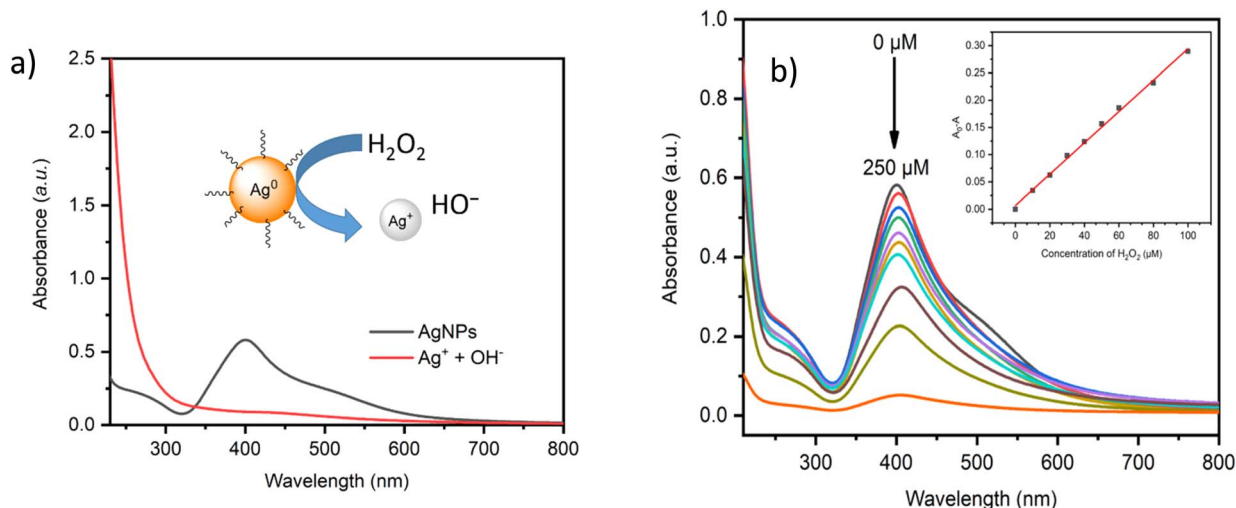 a)
2.5
2.0
1.5
1.0
0.5
0.0
Absorbance (a.u.)
300 400 500 600 700 800
Wavelength (nm)
Ag⁰
H₂O₂
Ag⁺
HO⁻
AgNPs
Ag⁺ + OH⁻
b)
1.0
0.8
0.6
0.4
0.2
0.0
Absorbance (a.u.)
300 400 500 600 700 800
Wavelength (nm)
0 µM
250 µM
0.30
0.25
0.20
0.15
0.10
0.05
0.00
A₀-A
0 20 40 60 80 100
Concentration of H₂O₂ (µM)